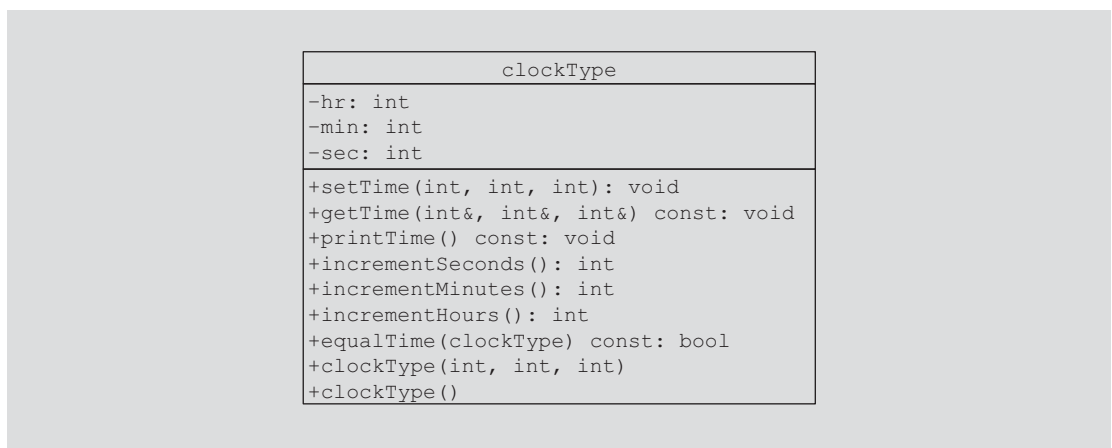 clockType
-hr: int
-min: int
-sec: int
+setTime(int, int, int): void
+getTime(int&, int&, int&) const: void
+printTime() const: void
+incrementSeconds(): int
+incrementMinutes(): int
+incrementHours(): int
+equalTime(clockType) const: bool
+clockType(int, int, int)
+clockType()